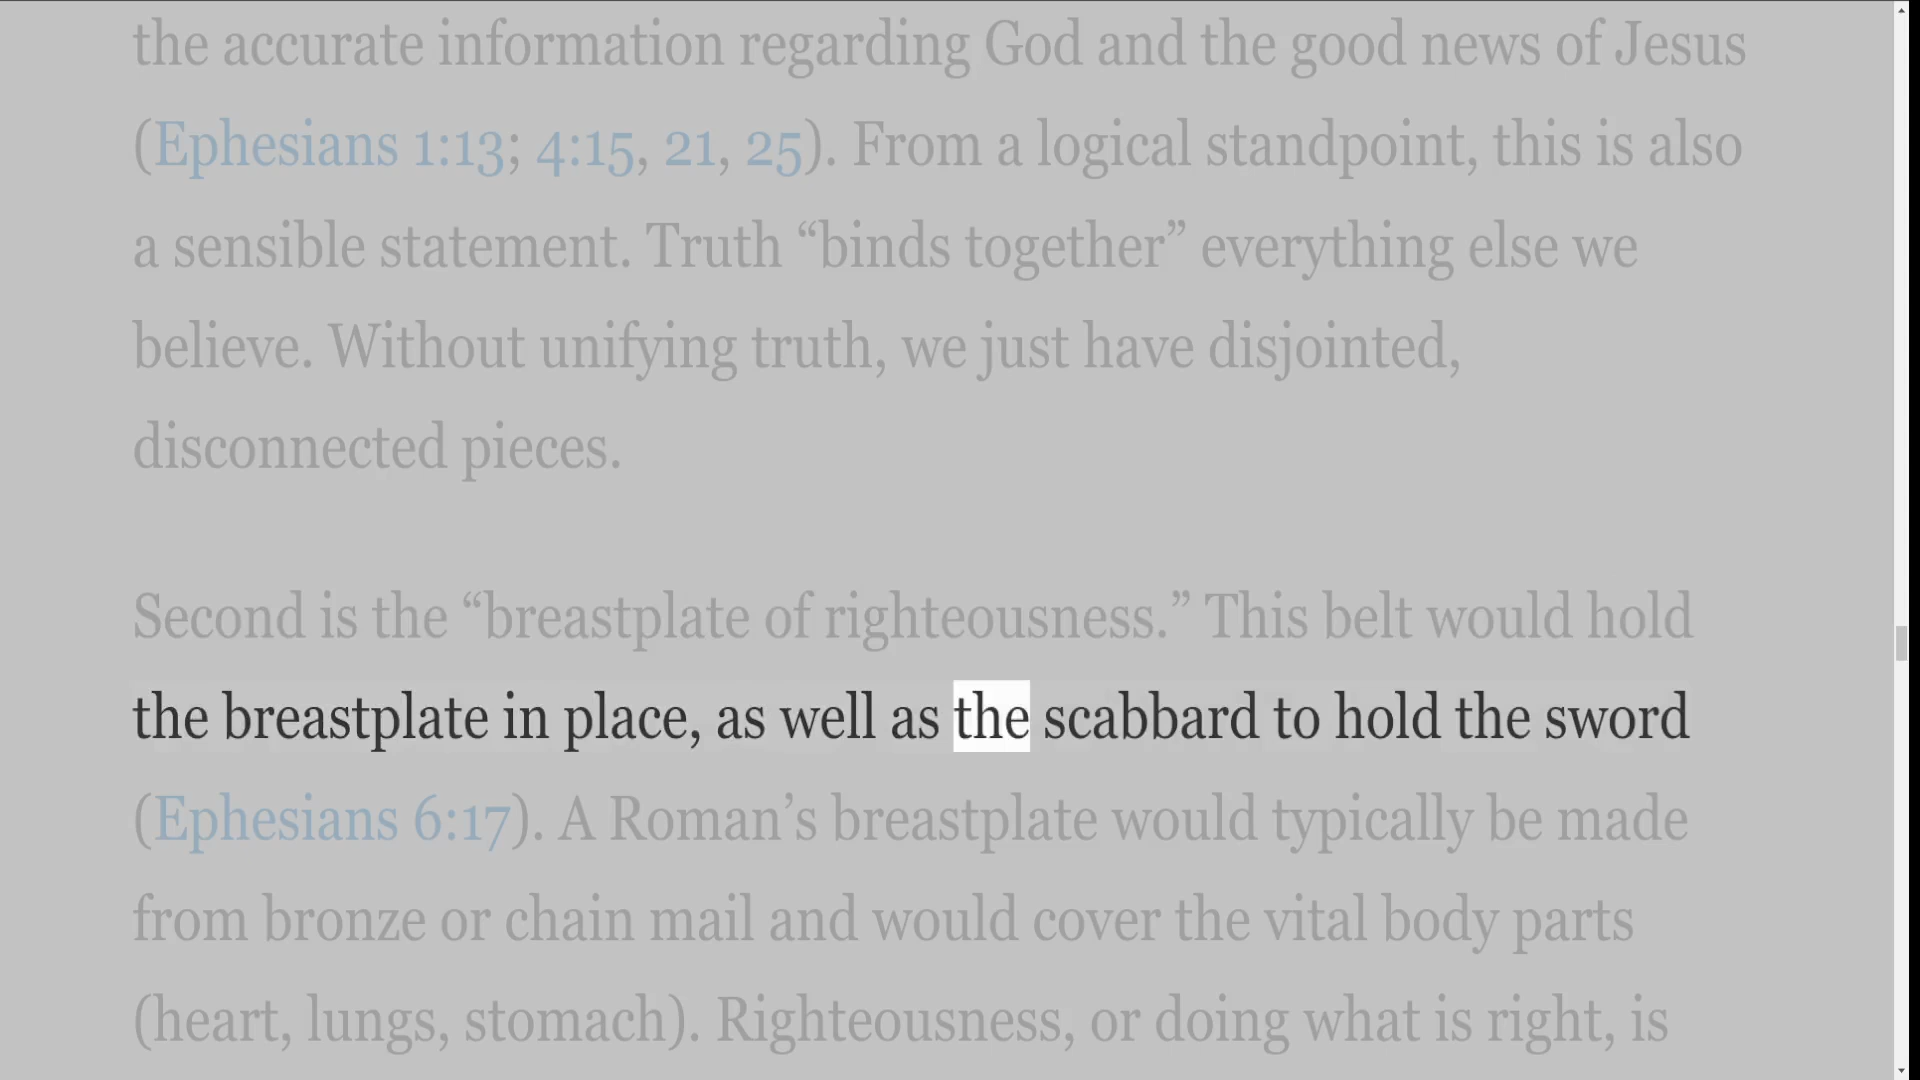 the accurate information regarding God and the good news of Jesus
(Ephesians 1:13; 4:15, 21, 25). From a logical standpoint, this is also
a sensible statement. Truth “binds together” everything else we
believe. Without unifying truth, we just have disjointed,
disconnected pieces.
Second is the “breastplate of righteousness.” This belt would hold
the breastplate in place, as well as the scabbard to hold the sword
(Ephesians 6:17). A Roman’s breastplate would typically be made
from bronze or chain mail and would cover the vital body parts
(heart, lungs, stomach). Righteousness, or doing what is right, is